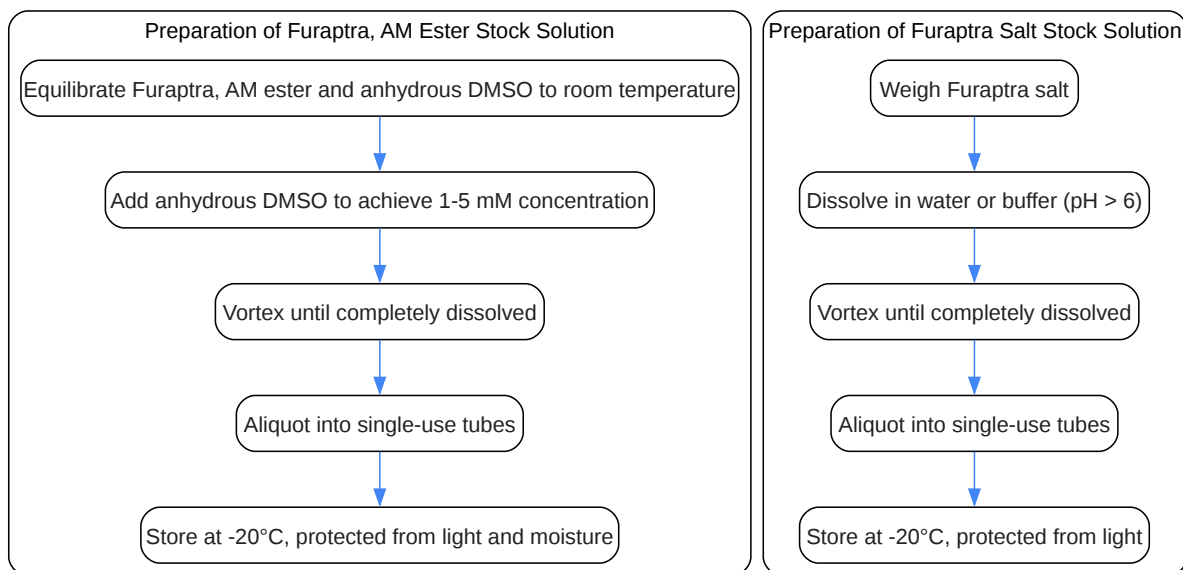 Preparation of Furaptra, AM Ester Stock Solution
Equilibrate Furaptra, AM ester and anhydrous DMSO to room temperature
Add anhydrous DMSO to achieve 1-5 mM concentration
Vortex until completely dissolved
Aliquot into single-use tubes
Store at -20°C, protected from light and moisture
Preparation of Furaptra Salt Stock Solution
Weigh Furaptra salt
Dissolve in water or buffer (pH > 6)
Vortex until completely dissolved
Aliquot into single-use tubes
Store at -20°C, protected from light